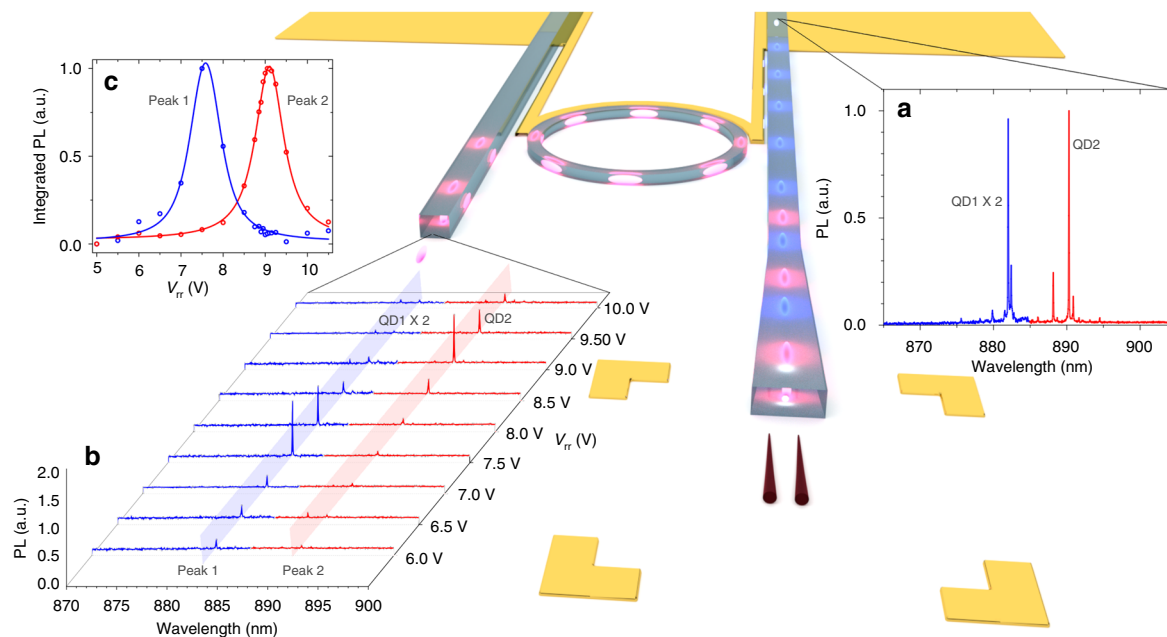 c
Integrated PL (a.u.)
1.0
0.5
0.0
Peak 1
Peak 2
5 6 7 8 9 10
V_rr (V)
a
PL (a.u.)
1.0
0.5
0.0
QD1 X 2
QD2
870 880 890 900
Wavelength (nm)
b
PL (a.u.)
2.0
1.5
1.0
0.5
0.0
QD1 X 2
QD2
10.0 V
9.50 V
9.0 V
8.5 V
8.0 V
V_rr (V)
7.5 V
7.0 V
6.5 V
6.0 V
Peak 1
Peak 2
870 875 880 885 890 895 900
Wavelength (nm)